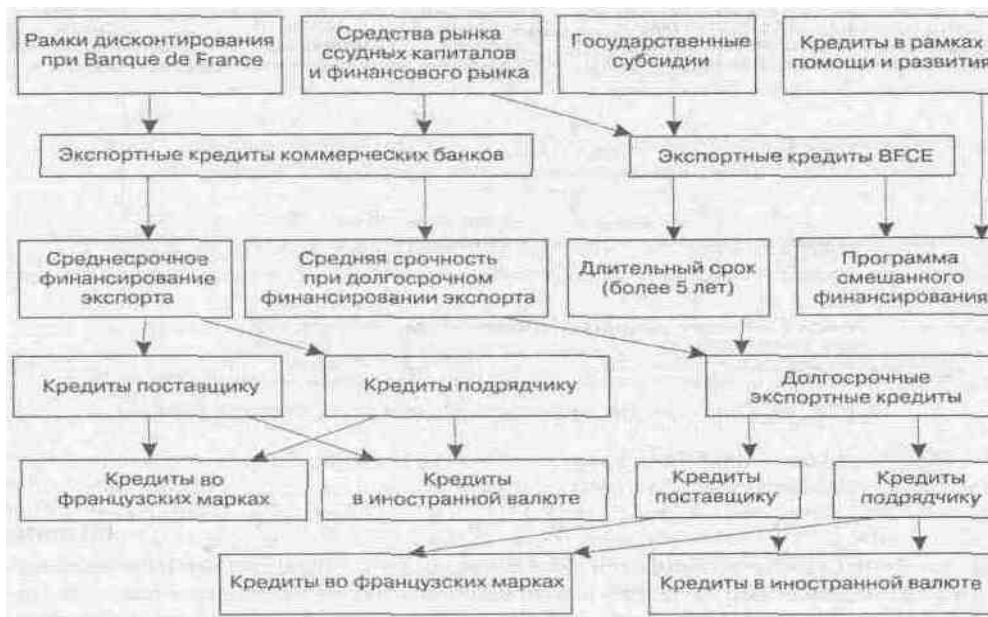 Рамки дисконтирования
при Banque de France
Средства рынка
ссудных капиталов
и финансового рынка
Государственные
субсидии
Кредиты в рамках
помощи и развития
Экспортные кредиты коммерческих банков
Экспортные кредиты BFCE
Среднесрочное
финансирование
экспорта
Средняя срочность
при долгосрочном
финансировании экспорта
Длительный срок
(более 5 лет)
Программа
смешанного
финансирования
Кредиты поставщику
Кредиты подрядчику
Долгосрочные
экспортные кредиты
Кредиты во
французских марках
Кредиты
в иностранной валюте
Кредиты
поставщику
Кредиты
подрядчику
Кредиты во французских марках
Кредиты в иностранной валюте